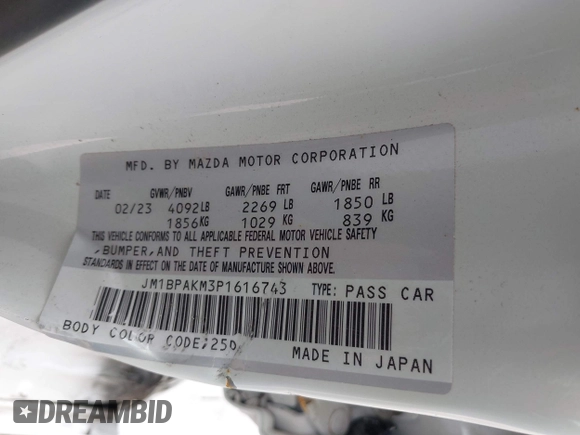 MFD. BY MAZDA MOTOR CORPORATION
DATE GVWR/PNBV GAWR/PNBE FRT GAWR/PNBE RR
02/23 4092LB 2269 LB 1850 LB
1856KG 1029 KG 839 KG
THIS VEHICLE CONFORMS TO ALL APPLICABLE FEDERAL MOTOR VEHICLE SAFETY
,BUMPER,AND THEFT PREVENTION
STANDARDS IN EFFECT ON THE DATE OF MANUFACTURE SHOWN ABOVE.
JM1BPAKM3P1616743 TYPE: PASS CAR
BODY COLOR CODE;25D
MADE IN JAPAN
DREAMBID